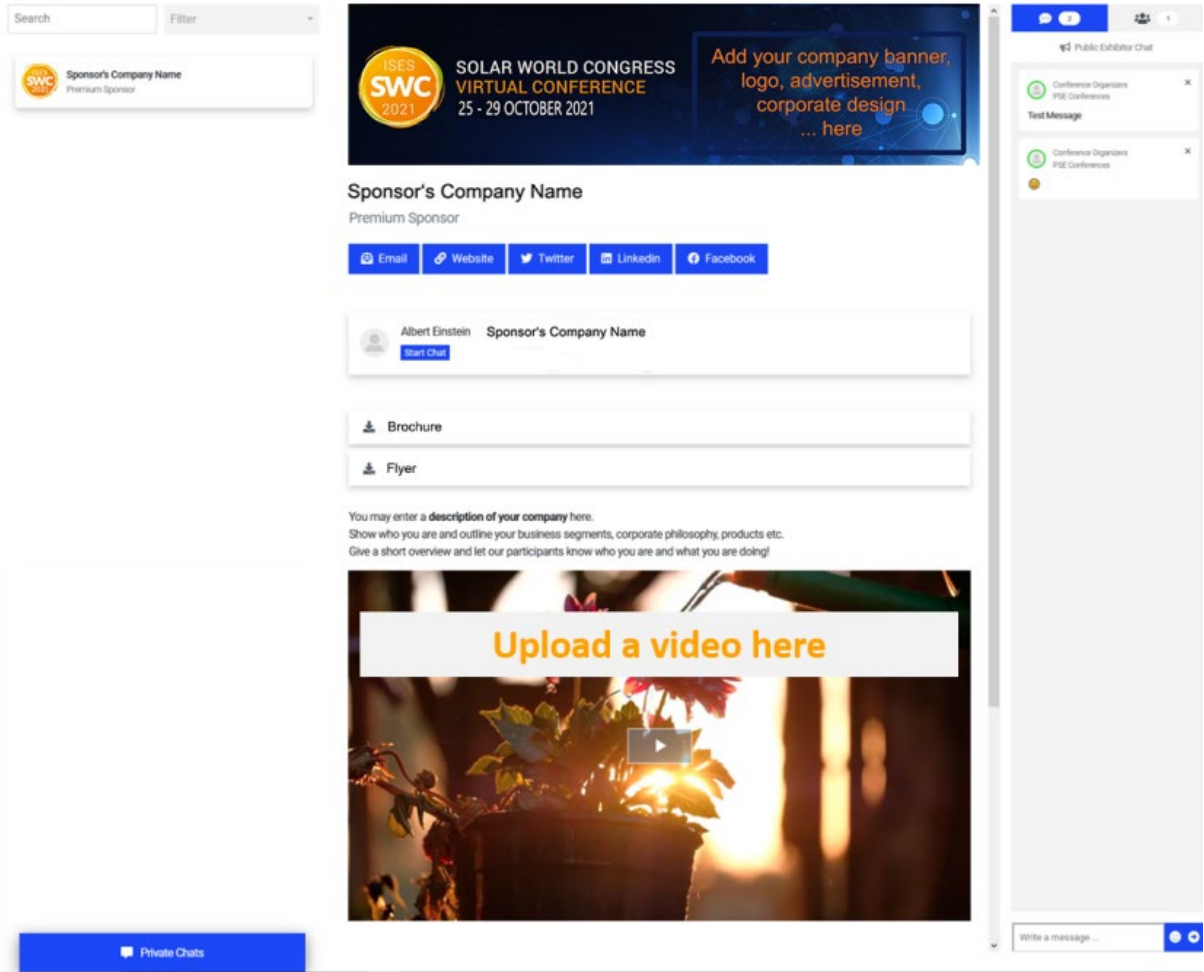 Search
Filter
ISES
SWC
2021
Sponsor's Company Name
Premium Sponsor
Private Chats
ISES
SWC
2021
SOLAR WORLD CONGRESS
VIRTUAL CONFERENCE
25 - 29 OCTOBER 2021
Add your company banner,
logo, advertisement,
corporate design
... here
Sponsor's Company Name
Premium Sponsor
Email
Website
Twitter
Linkedin
Facebook
Albert Einstein Sponsor's Company Name
Start Chat
Brochure
Flyer
You may enter a description of your company here.
Show who you are and outline your business segments, corporate philosophy, products etc.
Give a short overview and let our participants know who you are and what you are doing!
Upload a video here
2
1
Public Exhibitor Chat
Conference Organizers
PSE Conferences
Test Message
Conference Organizers
PSE Conferences
Write a message ...